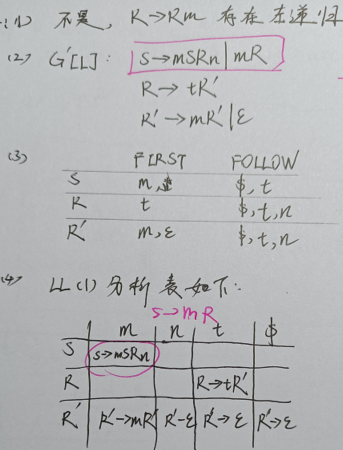 (1) 不是, R→Rm 存在左递归
(2) G'[L]: S→mSRn | mR
R→tR'
R'→mR'|ε
(3)
FIRST FOLLOW
S m, $, t
R t $,t,n
R' m,ε $,t,n
(4) LL(1)分析表如下:
S→mR
m n t $
S S→mSRn
R R→tR'
R' R'→mR' R'→ε R'→ε R'→ε